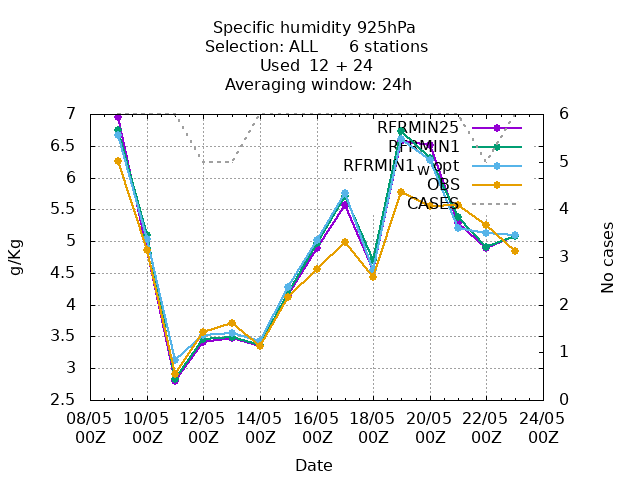 Specific humidity 925hPa
Selection: ALL      6 stations
Used  12 + 24
Averaging window: 24h
7
6.5
6
5.5
5
4.5
4
3.5
3
2.5
g/Kg
6
5
4
3
2
1
0
No cases
RFRMIN25
RFRMIN1
RFRMIN1wopt
OBS
CASES
08/05 10/05 12/05 14/05 16/05 18/05 20/05 22/05 24/05
00Z 00Z 00Z 00Z 00Z 00Z 00Z 00Z 00Z
Date